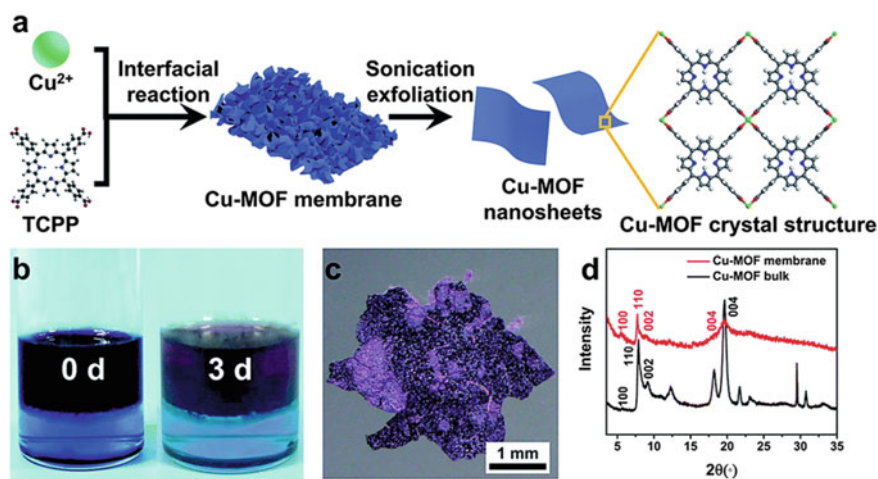 a
Cu2+
TCPP
Interfacial
reaction
Cu-MOF membrane
Sonication
exfoliation
Cu-MOF
nanosheets
Cu-MOF crystal structure
b
0 d
3 d
c
1 mm
d
Cu-MOF membrane
Cu-MOF bulk
Intensity
100
110
002
004
004
100
110
002
5
10
15
20
25
30
35
2θ(°)